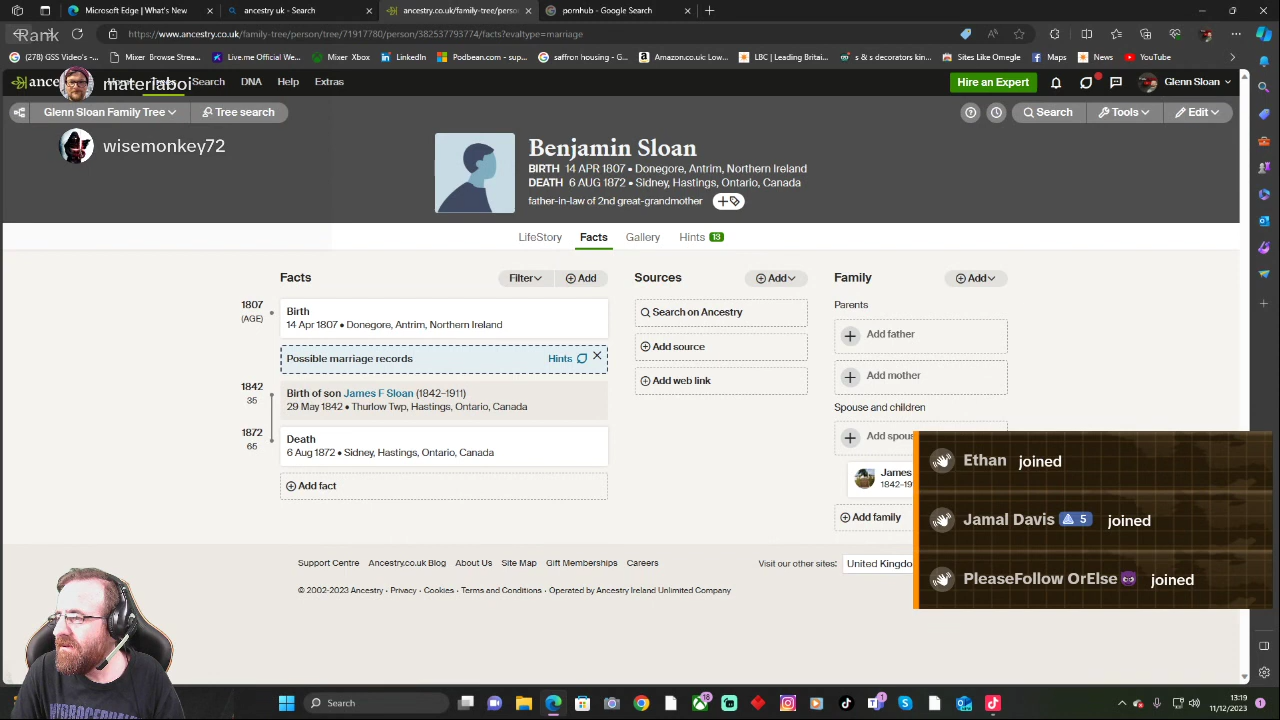 Microsoft Edge | What's New
ancestry uk - Search
ancestry.co.uk/family-tree/perso
pornhub - Google Search
Rank
https://www.ancestry.co.uk/family-tree/person/tree/71917780/person/382537793774/facts?evaltype=marriage
(278) GSS Video's...
Mixer Browse Strea...
Live.me Official We...
Mixer Xbox
LinkedIn
Podbean.com - sup...
saffron housing - G...
Amazon.co.uk: Low...
LBC | Leading Britai...
s & s decorators kin...
Sites Like Omegle
Maps
News
YouTube
materialboi
Search
DNA
Help
Extras
Hire an Expert
Glenn Sloan
Glenn Sloan Family Tree
Tree search
Search
Tools
Edit
wisemonkey72
Benjamin Sloan
BIRTH 14 APR 1807 • Donegore, Antrim, Northern Ireland
DEATH 6 AUG 1872 • Sidney, Hastings, Ontario, Canada
father-in-law of 2nd great-grandmother
LifeStory
Facts
Gallery
Hints 13
Facts
Filter
Add
Sources
Add
Family
Add
1807
(AGE)
Birth
14 Apr 1807 • Donegore, Antrim, Northern Ireland
Possible marriage records
Hints
1842
35
Birth of son James F Sloan (1842–1911)
29 May 1842 • Thurlow Twp, Hastings, Ontario, Canada
1872
65
Death
6 Aug 1872 • Sidney, Hastings, Ontario, Canada
Add fact
Search on Ancestry
Add source
Add web link
Parents
Add father
Add mother
Spouse and children
Add spou
James
1842–19
Add family
Ethan joined
Jamal Davis 5 joined
PleaseFollow OrElse joined
Support Centre
Ancestry.co.uk Blog
About Us
Site Map
Gift Memberships
Careers
Visit our other sites:
United Kingdo
© 2002-2023 Ancestry • Privacy • Cookies • Terms and Conditions • Operated by Ancestry Ireland Unlimited Company
Search
18
1
13:19
11/12/2023